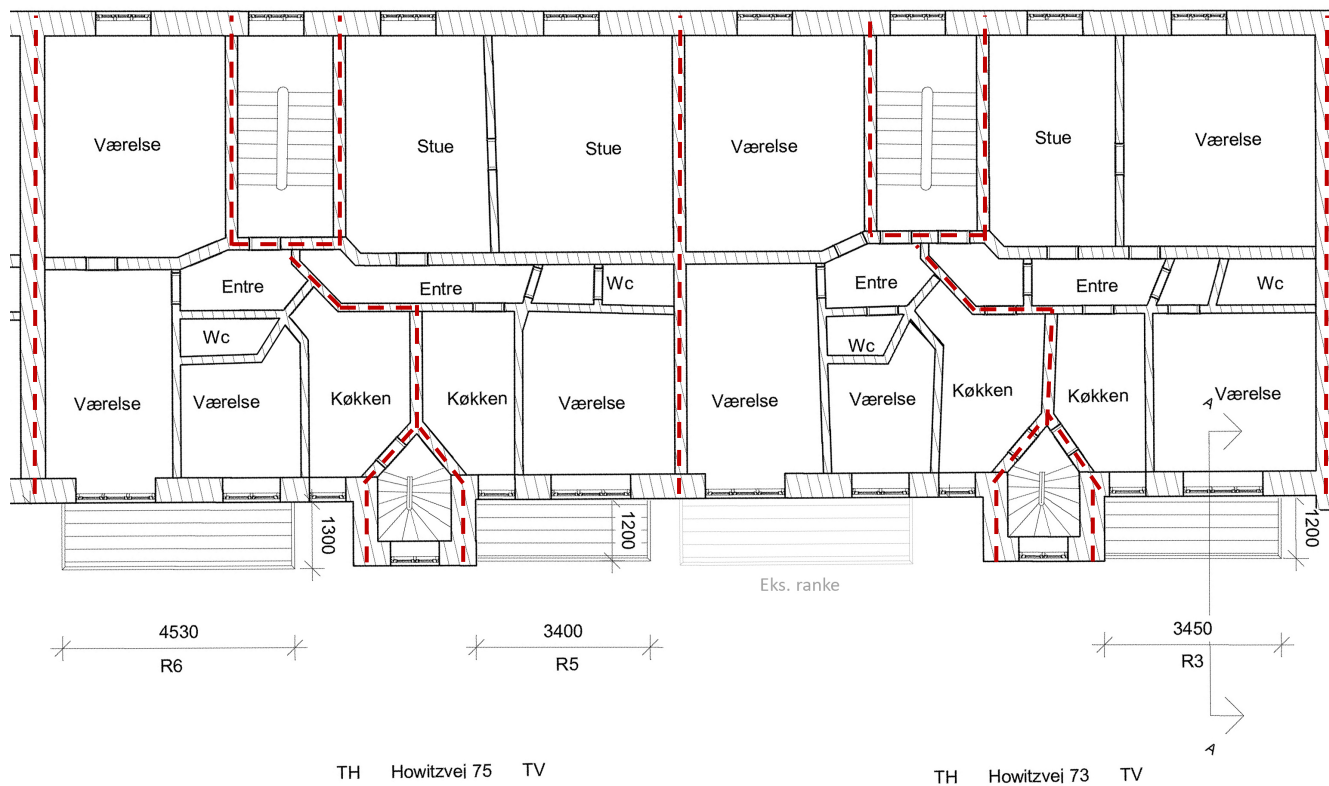 Værelse
Stue
Stue
Værelse
Stue
Værelse
Entre
Entre
Wc
Entre
Entre
Wc
Wc
Wc
Værelse
Værelse
Køkken
Køkken
Værelse
Værelse
Værelse
Køkken
Køkken
Værelse
A
1300
1200
1200
Eks. ranke
4530
R6
3400
R5
3450
R3
A
TH Howitzvej 75 TV
TH Howitzvej 73 TV